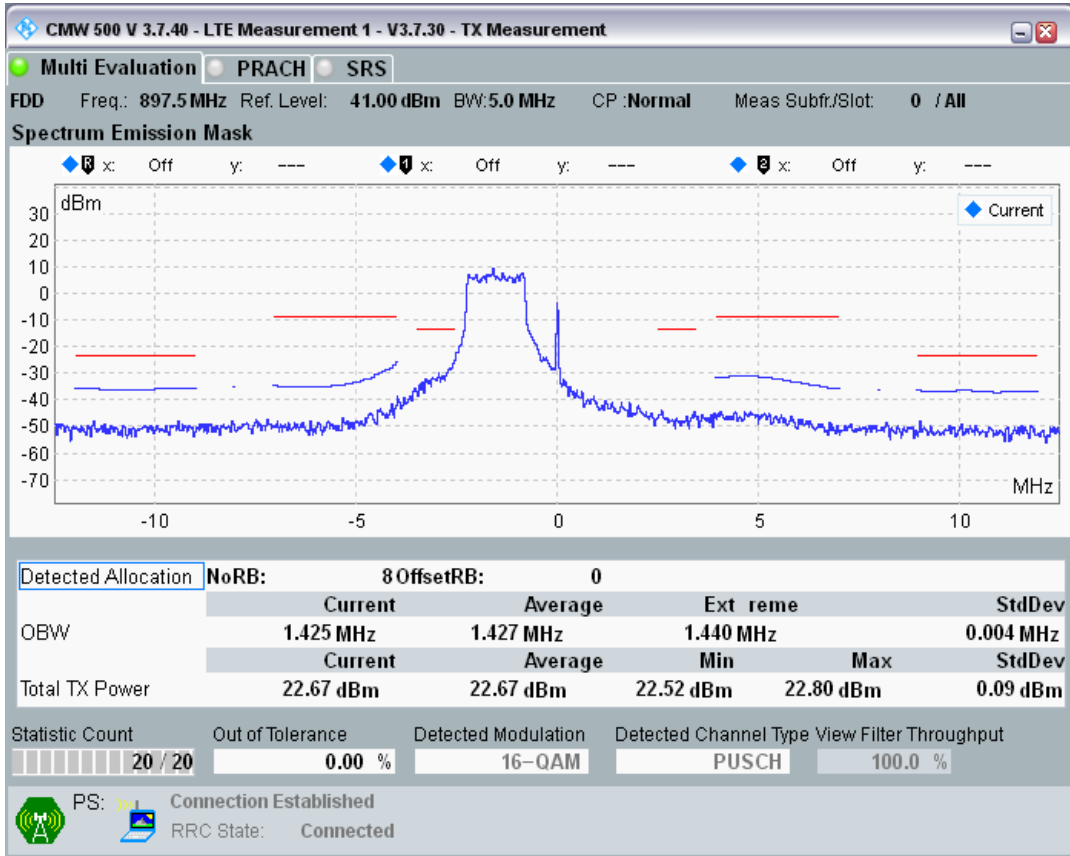 CMW 500 V 3.7.40 - LTE Measurement 1 - V3.7.30 - TX Measurement
Multi Evaluation PRACH SRS
FDD Freq.: 897.5 MHz Ref. Level: 41.00 dBm BW: 5.0 MHz CP : Normal Meas Subfr./Slot: 0 / All
Spectrum Emission Mask
R x: Off y: --- 1 x: Off y: --- 2 x: Off y: ---
dBm
Current
30
20
10
0
-10
-20
-30
-40
-50
-60
-70
MHz
-10 -5 0 5 10
Detected Allocation NoRB: 8 OffsetRB: 0
Current Average Ext reme StdDev
OBW 1.425 MHz 1.427 MHz 1.440 MHz 0.004 MHz
Current Average Min Max StdDev
Total TX Power 22.67 dBm 22.67 dBm 22.52 dBm 22.80 dBm 0.09 dBm
Statistic Count Out of Tolerance Detected Modulation Detected Channel Type View Filter Throughput
20 / 20 0.00 % 16-QAM PUSCH 100.0 %
PS: Connection Established
RRC State: Connected